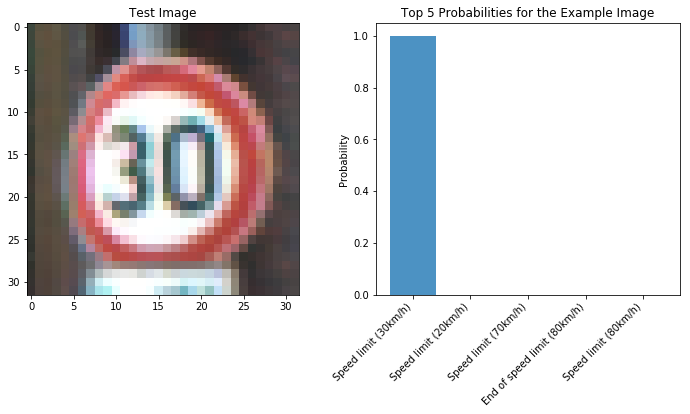 Test Image
0
5
10
15
20
25
30
0 5 10 15 20 25 30
30
Top 5 Probabilities for the Example Image
Probability
1.0
0.8
0.6
0.4
0.2
0.0
Speed limit (30km/h)
Speed limit (20km/h)
Speed limit (70km/h)
End of speed limit (80km/h)
Speed limit (80km/h)